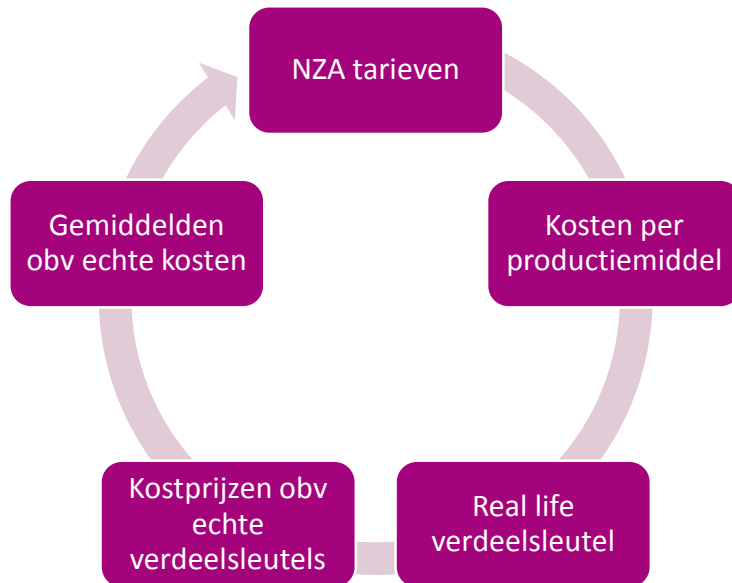 NZA tarieven
Kosten per
productiemiddel
Real life
verdeelsleutel
Kostprijzen obv
echte
verdeelsleutels
Gemiddelden
obv echte kosten